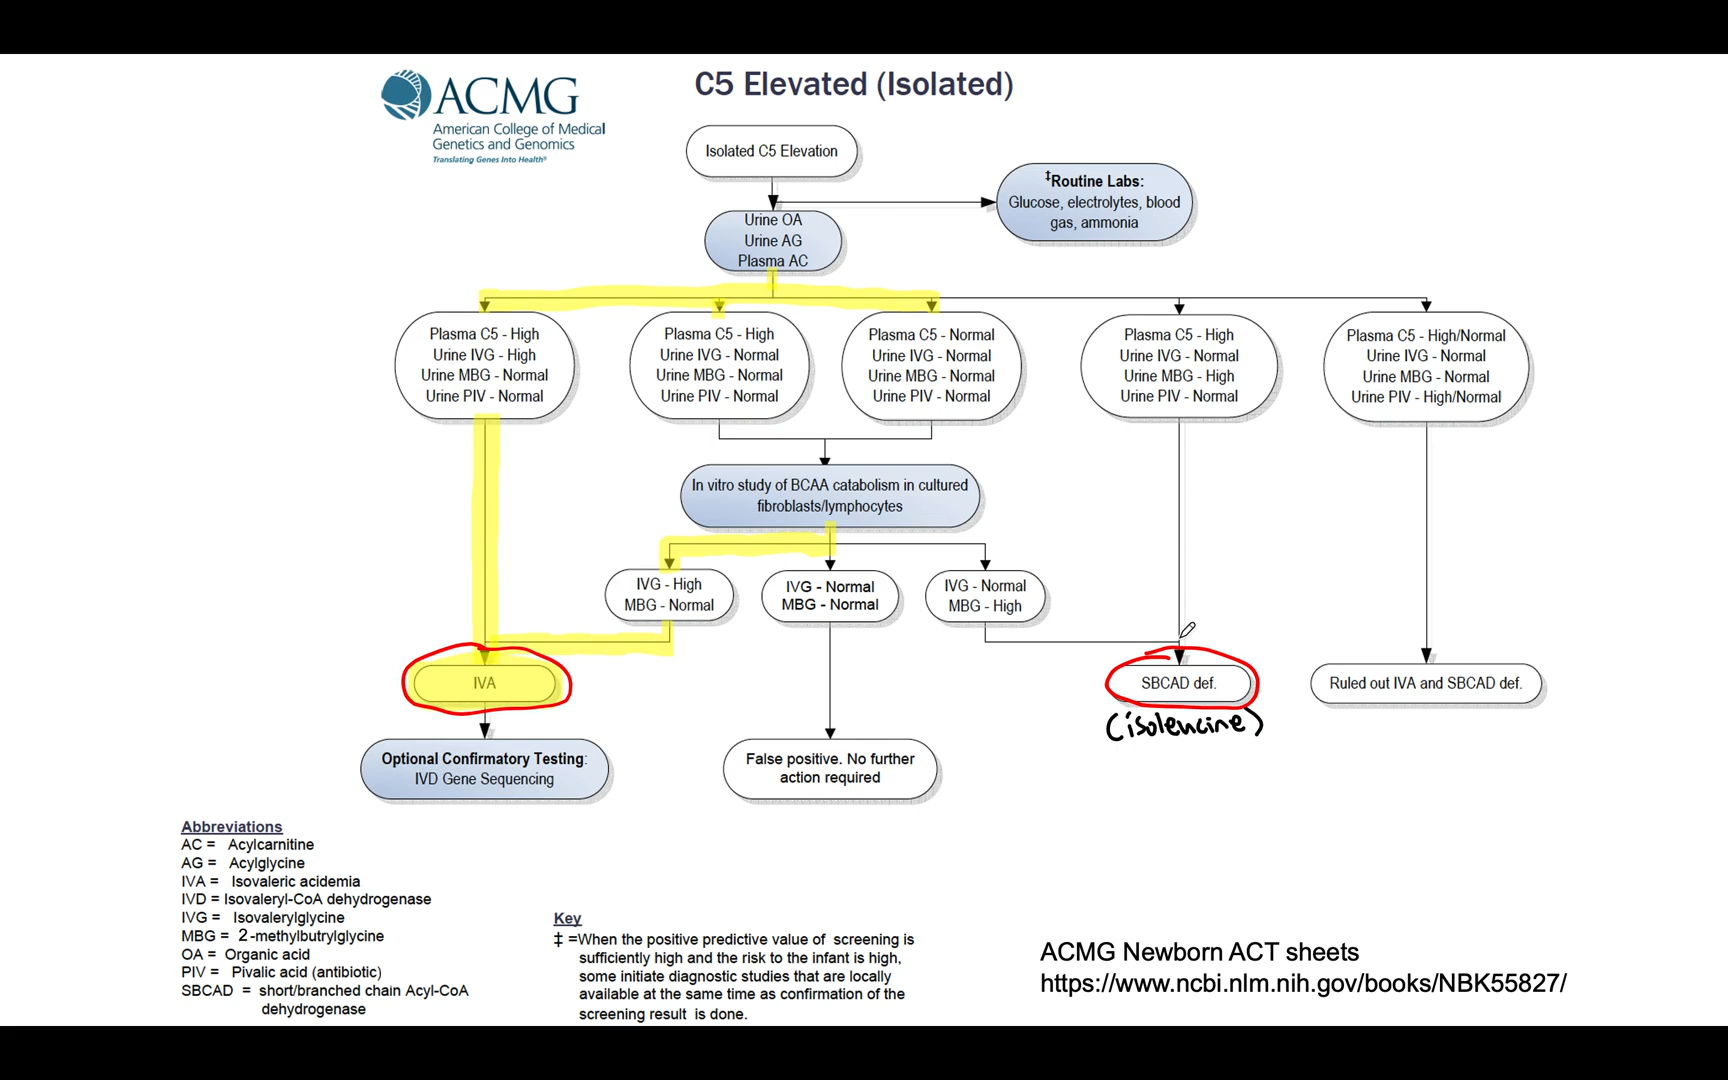 ACMG
American College of Medical
Genetics and Genomics
Translating Genes Into Health®
C5 Elevated (Isolated)
Isolated C5 Elevation
‡Routine Labs:
Glucose, electrolytes, blood
gas, ammonia
Urine OA
Urine AG
Plasma AC
Plasma C5 - High
Urine IVG - High
Urine MBG - Normal
Urine PIV - Normal
Plasma C5 - High
Urine IVG - Normal
Urine MBG - Normal
Urine PIV - Normal
Plasma C5 - Normal
Urine IVG - Normal
Urine MBG - Normal
Urine PIV - Normal
Plasma C5 - High
Urine IVG - Normal
Urine MBG - High
Urine PIV - Normal
Plasma C5 - High/Normal
Urine IVG - Normal
Urine MBG - Normal
Urine PIV - High/Normal
In vitro study of BCAA catabolism in cultured
fibroblasts/lymphocytes
IVG - High
MBG - Normal
IVG - Normal
MBG - Normal
IVG - Normal
MBG - High
IVA
SBCAD def.
(isoleucine)
Ruled out IVA and SBCAD def.
Optional Confirmatory Testing:
IVD Gene Sequencing
False positive. No further
action required
Abbreviations
AC = Acylcarnitine
AG = Acylglycine
IVA = Isovaleric acidemia
IVD = Isovaleryl-CoA dehydrogenase
IVG = Isovalerylglycine
MBG = 2-methylbutrylglycine
OA = Organic acid
PIV = Pivalic acid (antibiotic)
SBCAD = short/branched chain Acyl-CoA
dehydrogenase
Key
‡ =When the positive predictive value of screening is
sufficiently high and the risk to the infant is high,
some initiate diagnostic studies that are locally
available at the same time as confirmation of the
screening result is done.
ACMG Newborn ACT sheets
https://www.ncbi.nlm.nih.gov/books/NBK55827/